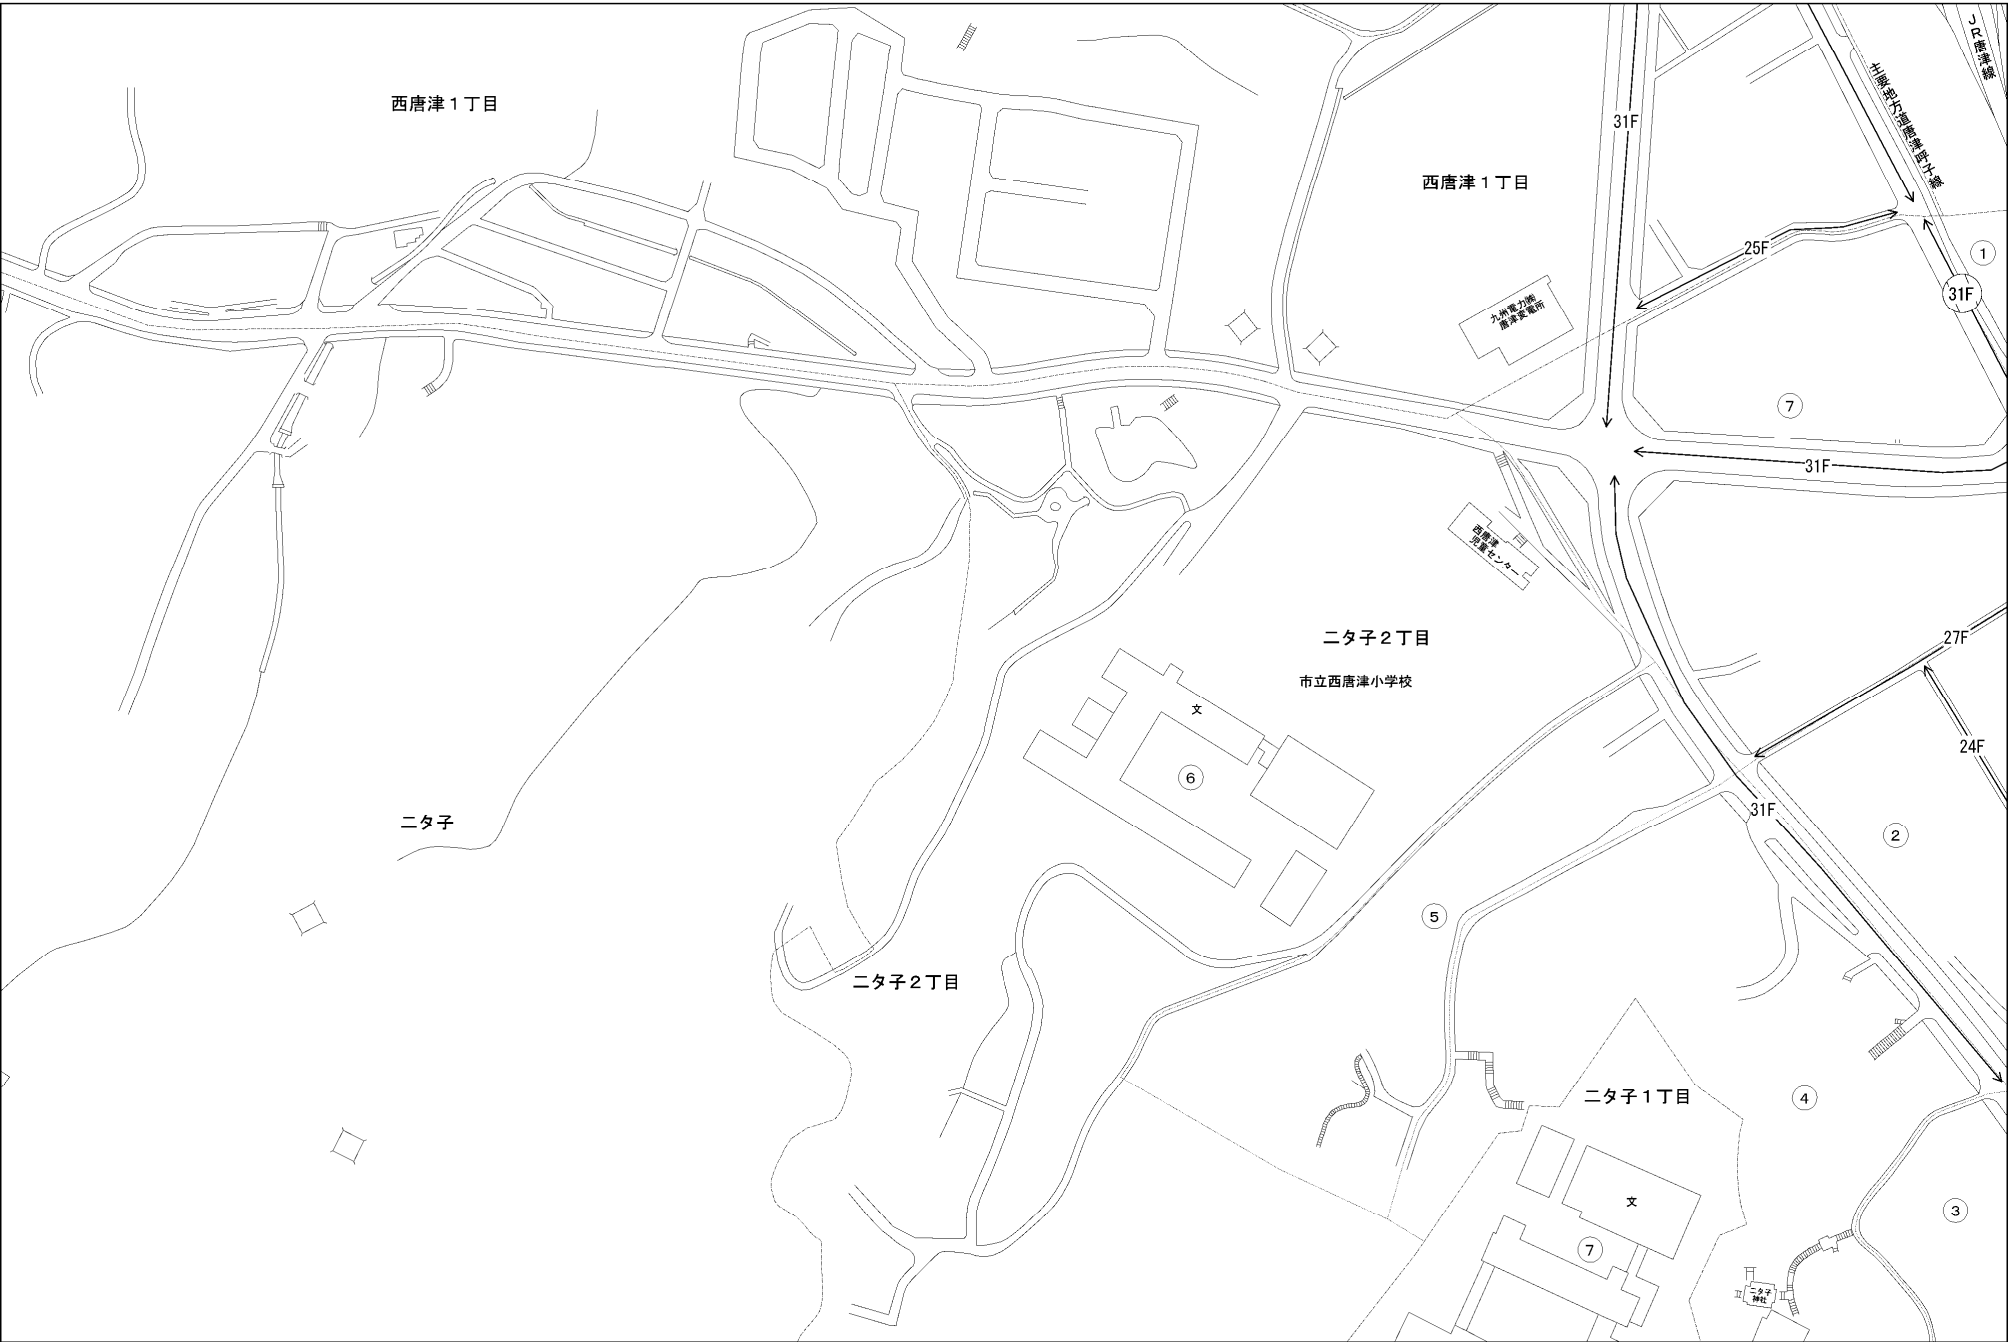 JR唐津線
主要地方道唐津呼子線
西唐津1丁目
31F
西唐津1丁目
25F
1
31F
九州電力㈱
唐津変電所
7
31F
西唐津
児童センター
二タ子2丁目
27F
市立西唐津小学校
文
24F
6
31F
二タ子
2
5
二タ子2丁目
二タ子1丁目
4
文
3
7
二タ子
神社